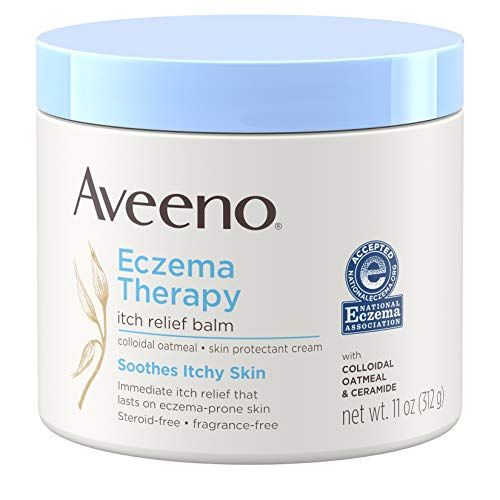 Aveeno®
Eczema
Therapy
itch relief balm
colloidal oatmeal • skin protectant cream
Soothes Itchy Skin
Immediate itch relief that
lasts on eczema-prone skin
Steroid-free • fragrance-free
ACCEPTED
e
NATIONALECZEMA.ORG
NATIONAL
Eczema
ASSOCIATION
with
COLLOIDAL
OATMEAL
& CERAMIDE
net wt. 11 oz (312 g)